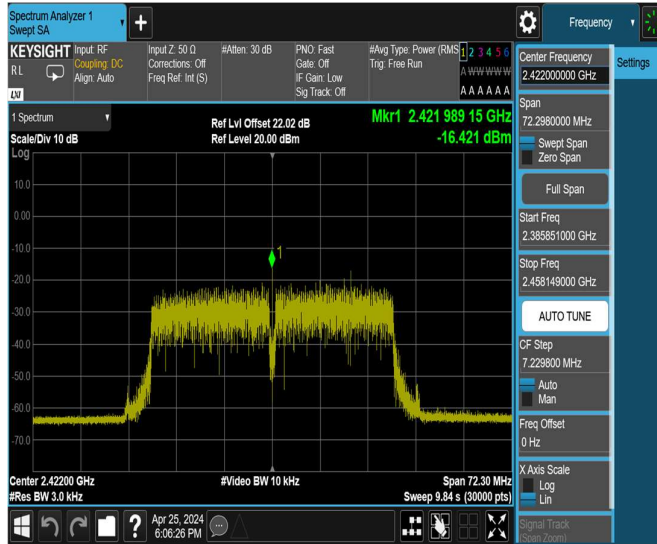 Spectrum Analyzer 1
Swept SA
Frequency
KEYSIGHT
RL
LXI
Input: RF
Coupling: DC
Align: Auto
Input Z: 50 Ω
Corrections: Off
Freq Ref: Int (S)
#Atten: 30 dB
PNO: Fast
Gate: Off
IF Gain: Low
Sig Track: Off
#Avg Type: Power (RMS
Trig: Free Run
1 2 3 4 5 6
A W W W W W
A A A A A A
1 Spectrum
Scale/Div 10 dB
Log
Ref Lvl Offset 22.02 dB
Ref Level 20.00 dBm
Mkr1 2.421 989 15 GHz
-16.421 dBm
10.0
0.00
-10.0
-20.0
-30.0
-40.0
-50.0
-60.0
-70.0
1
Center 2.42200 GHz
#Res BW 3.0 kHz
#Video BW 10 kHz
Span 72.30 MHz
Sweep 9.84 s (30000 pts)
Apr 25, 2024
6:06:26 PM
Center Frequency
2.422000000 GHz
Settings
Span
72.2980000 MHz
Swept Span
Zero Span
Full Span
Start Freq
2.385851000 GHz
Stop Freq
2.458149000 GHz
AUTO TUNE
CF Step
7.229800 MHz
Auto
Man
Freq Offset
0 Hz
X Axis Scale
Log
Lin
Signal Track
(Span Zoom)